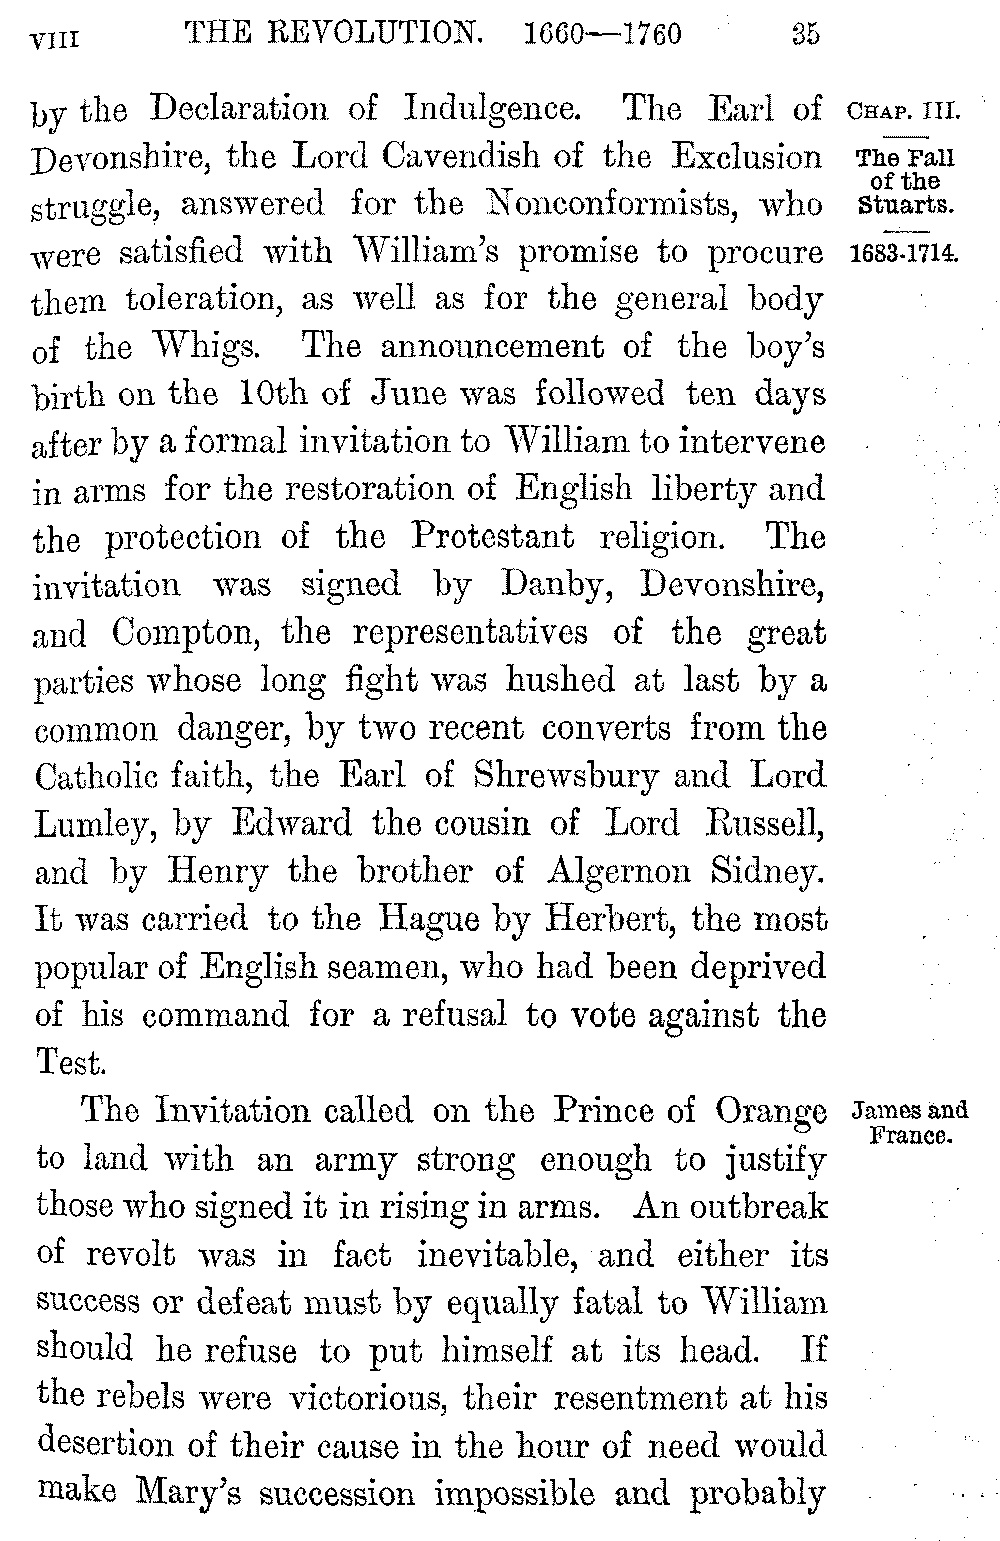 VIII THE REVOLUTION. 1660—1760 35
by the Declaration of Indulgence. The Earl of
Devonshire, the Lord Cavendish of the Exclusion
struggle, answered for the Nonconformists, who
were satisfied with William's promise to procure
them toleration, as well as for the general body
of the Whigs. The announcement of the boy's
birth on the 10th of June was followed ten days
after by a formal invitation to William to intervene
in arms for the restoration of English liberty and
the protection of the Protestant religion. The
invitation was signed by Danby, Devonshire,
and Compton, the representatives of the great
parties whose long fight was hushed at last by a
common danger, by two recent converts from the
Catholic faith, the Earl of Shrewsbury and Lord
Lumley, by Edward the cousin of Lord Russell,
and by Henry the brother of Algernon Sidney.
It was carried to the Hague by Herbert, the most
popular of English seamen, who had been deprived
of his command for a refusal to vote against the
Test.
The Invitation called on the Prince of Orange
to land with an army strong enough to justify
those who signed it in rising in arms. An outbreak
of revolt was in fact inevitable, and either its
success or defeat must by equally fatal to William
should he refuse to put himself at its head. If
the rebels were victorious, their resentment at his
desertion of their cause in the hour of need would
make Mary's succession impossible and probably
CHAP. III.
The Fall
of the
Stuarts.
1683-1714.
James and
France.